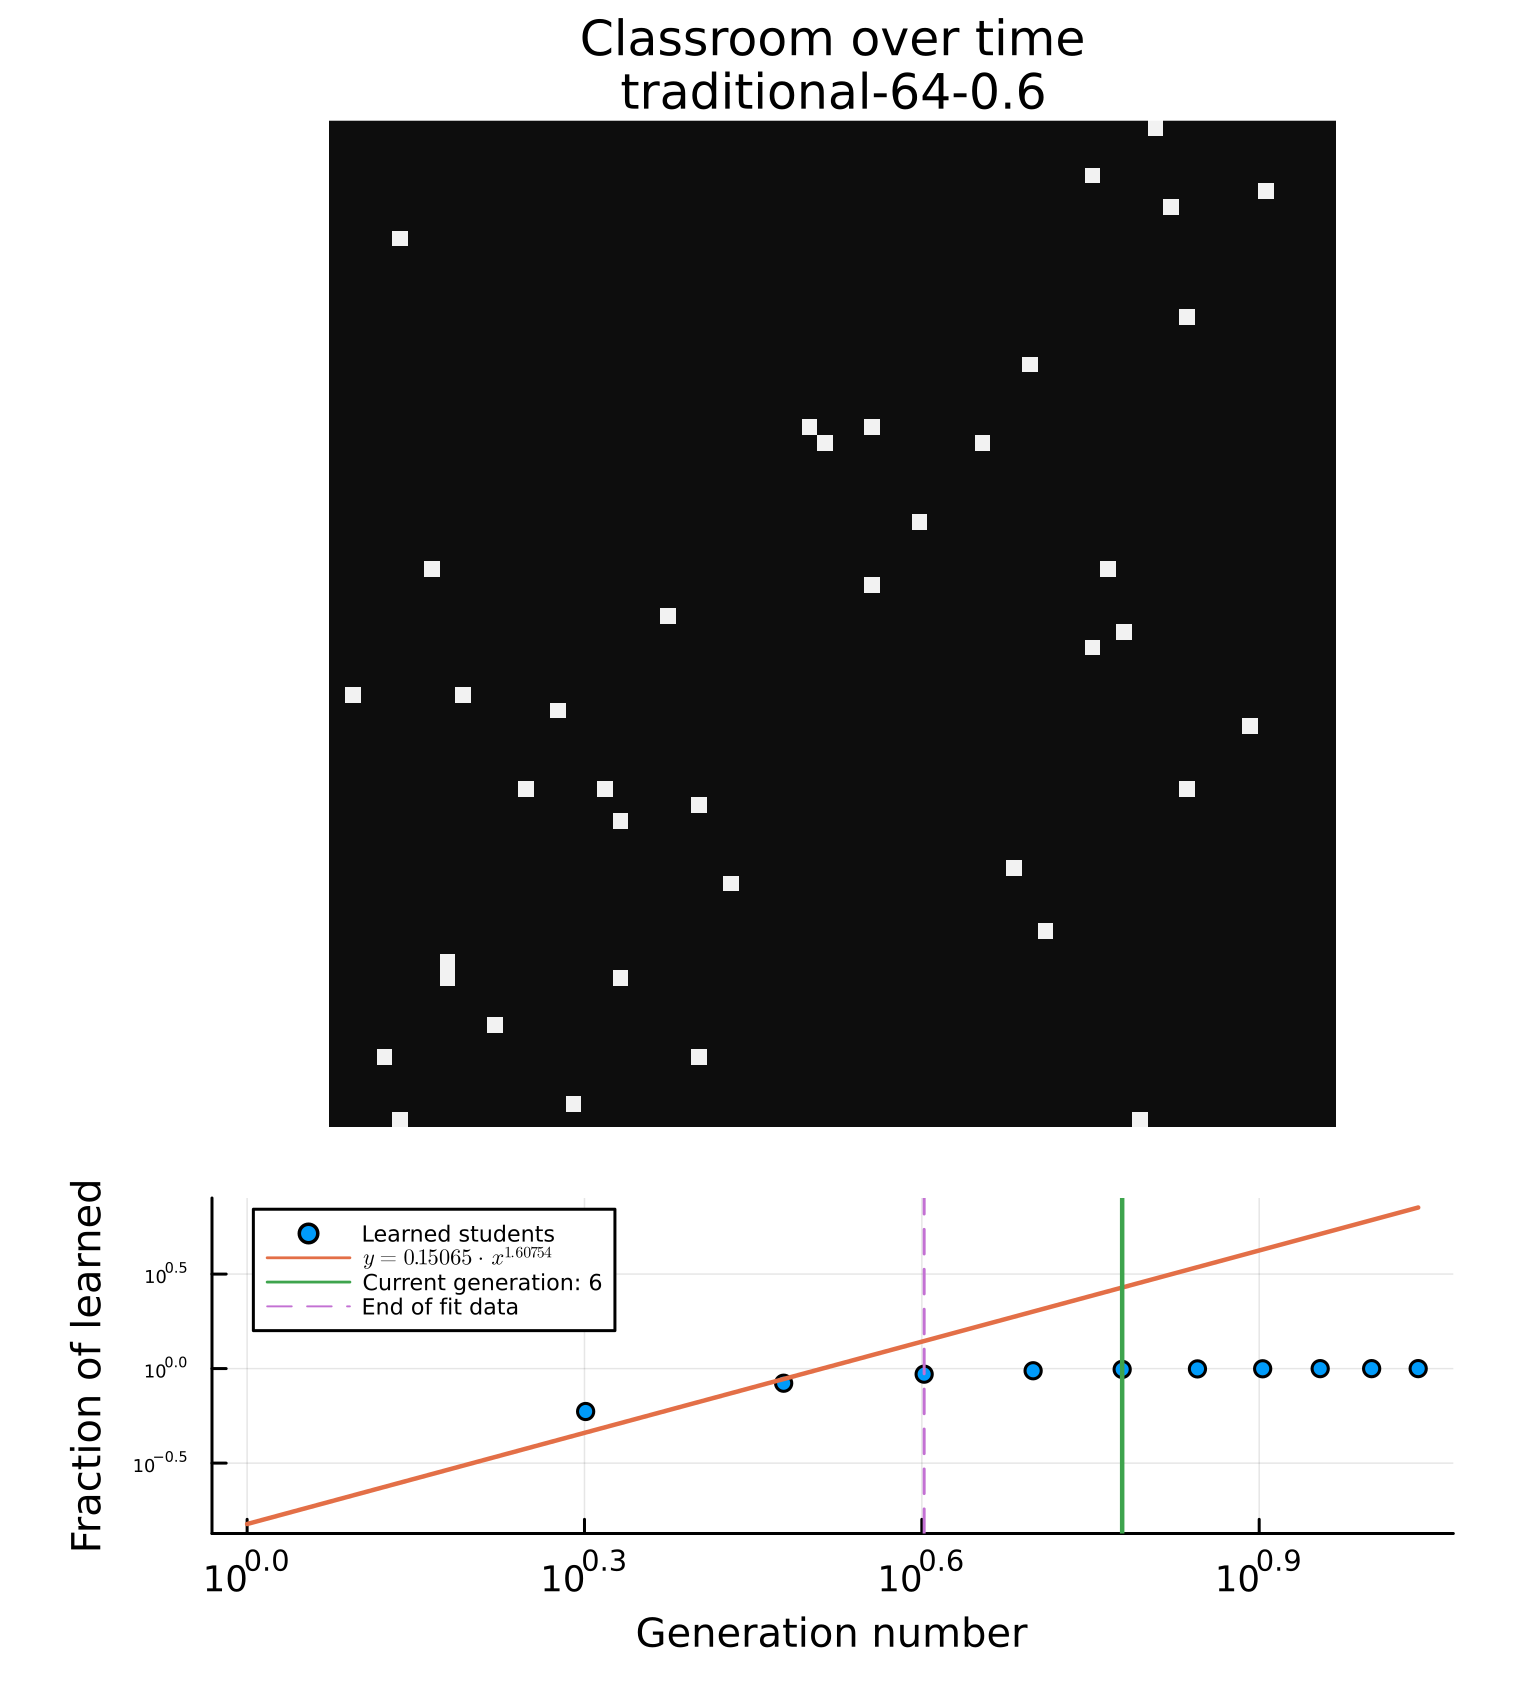 Classroom over time
traditional-64-0.6
Fraction of learned
Learned students
y = 0.15065 · x^1.60754
Current generation: 6
End of fit data
10^0.5
10^0.0
10^−0.5
10^0.0 10^0.3 10^0.6 10^0.9
Generation number